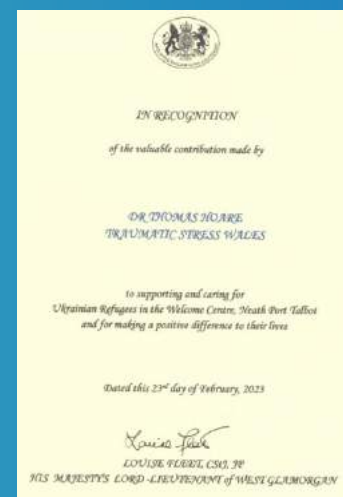 IN RECOGNITION
of the valuable contribution made by
DR THOMAS HOARE
TRAUMATIC STRESS WALES
to supporting and caring for
Ukrainian Refugees in the Welcome Centre, Neath Port Talbot
and for making a positive difference to their lives
Dated this 23rd day of February, 2023
Louise Fleet
LOUISE FLEET, CStJ, JP
HIS MAJESTY'S LORD-LIEUTENANT of WEST GLAMORGAN